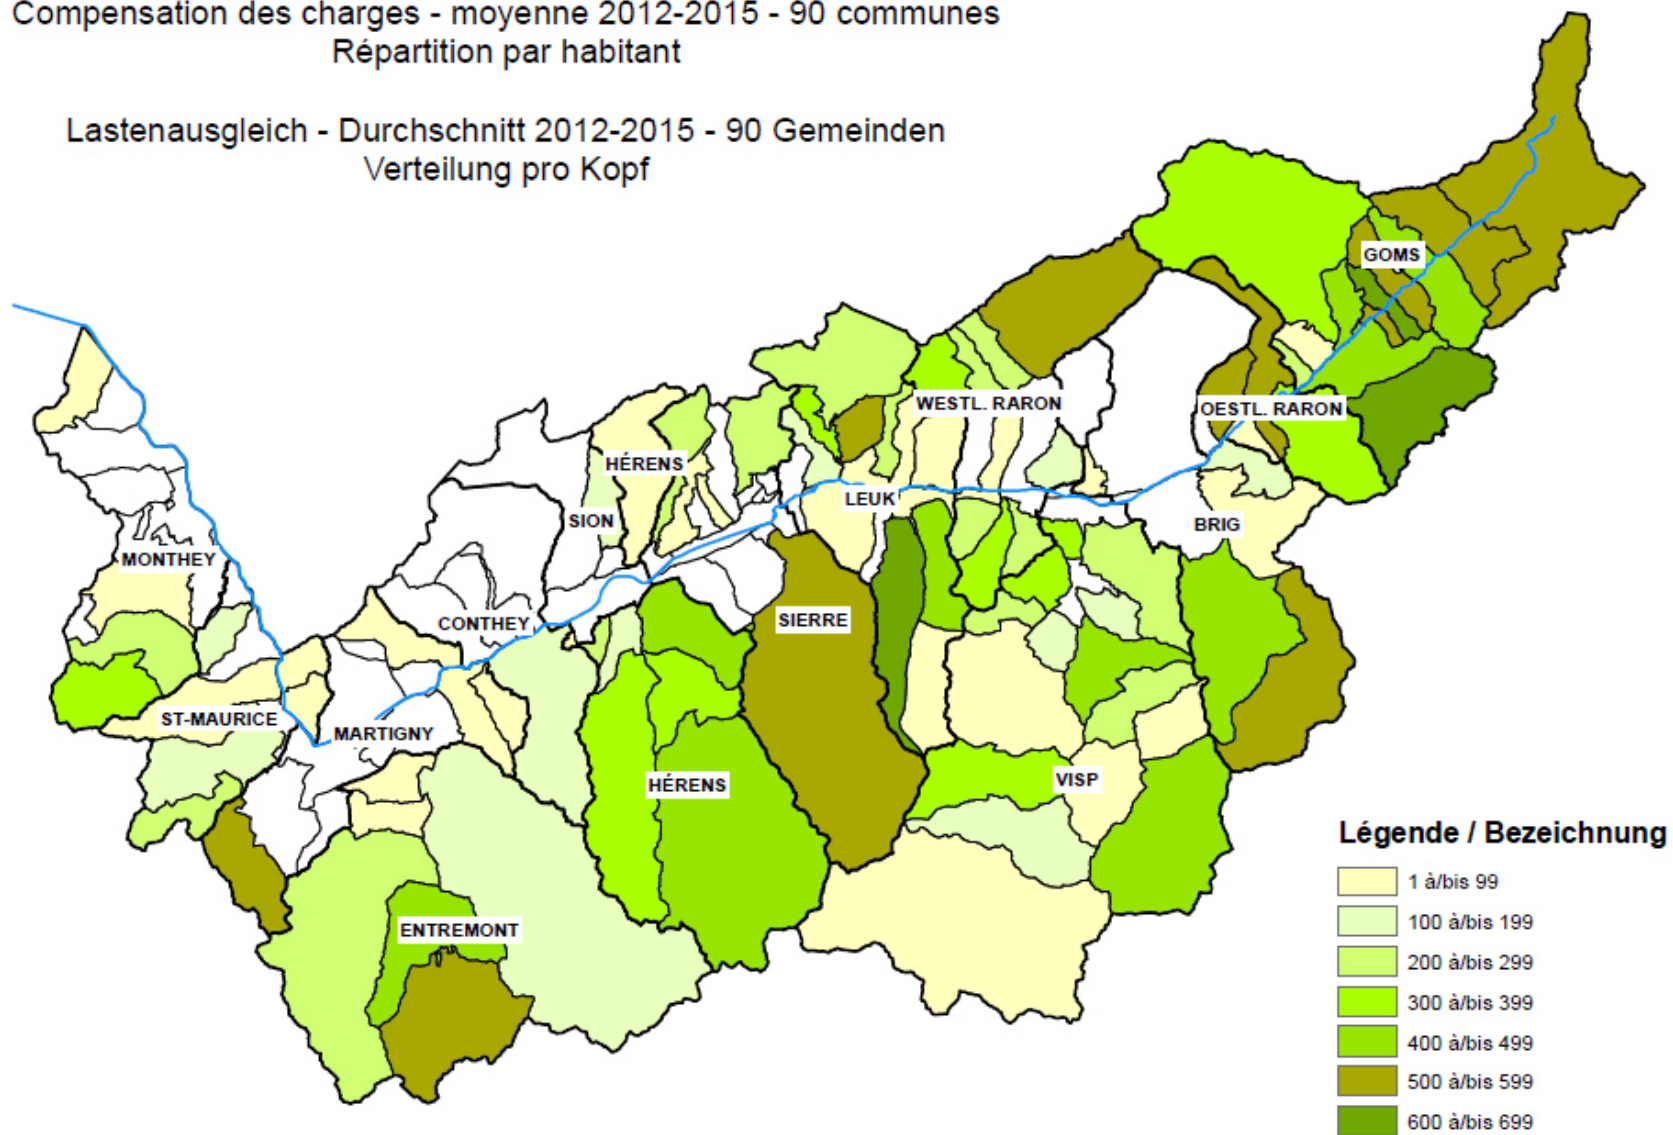 Compensation des charges - moyenne 2012-2015 - 90 communes
Répartition par habitant
Lastenausgleich - Durchschnitt 2012-2015 - 90 Gemeinden
Verteilung pro Kopf
GOMS
WESTL. RARON
OESTL. RARON
HÉRENS
LEUK
SION
BRIG
MONTHEY
CONTHEY
SIERRE
ST-MAURICE
MARTIGNY
HÉRENS
VISP
ENTREMONT
Légende / Bezeichnung
1 à/bis 99
100 à/bis 199
200 à/bis 299
300 à/bis 399
400 à/bis 499
500 à/bis 599
600 à/bis 699